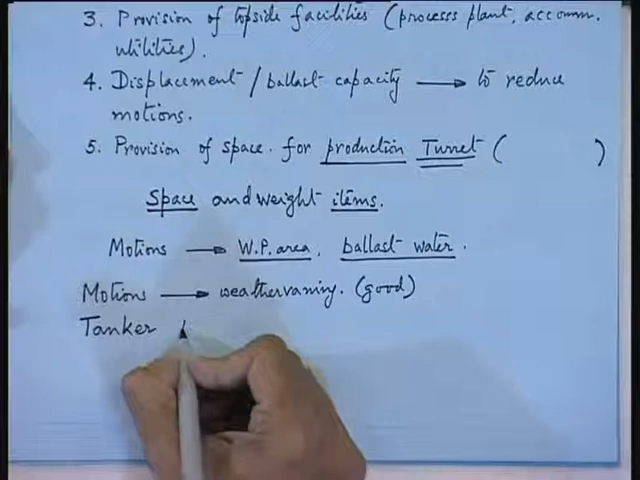 3. Provision of topside facilities (process plant, accomm.
utilities).
4. Displacement / ballast capacity → to reduce
motions.
5. Provision of space. for production Turret ( )
Space and weight items.
Motions → W.P. area, ballast water.
Motions → weathervaning. (good)
Tanker